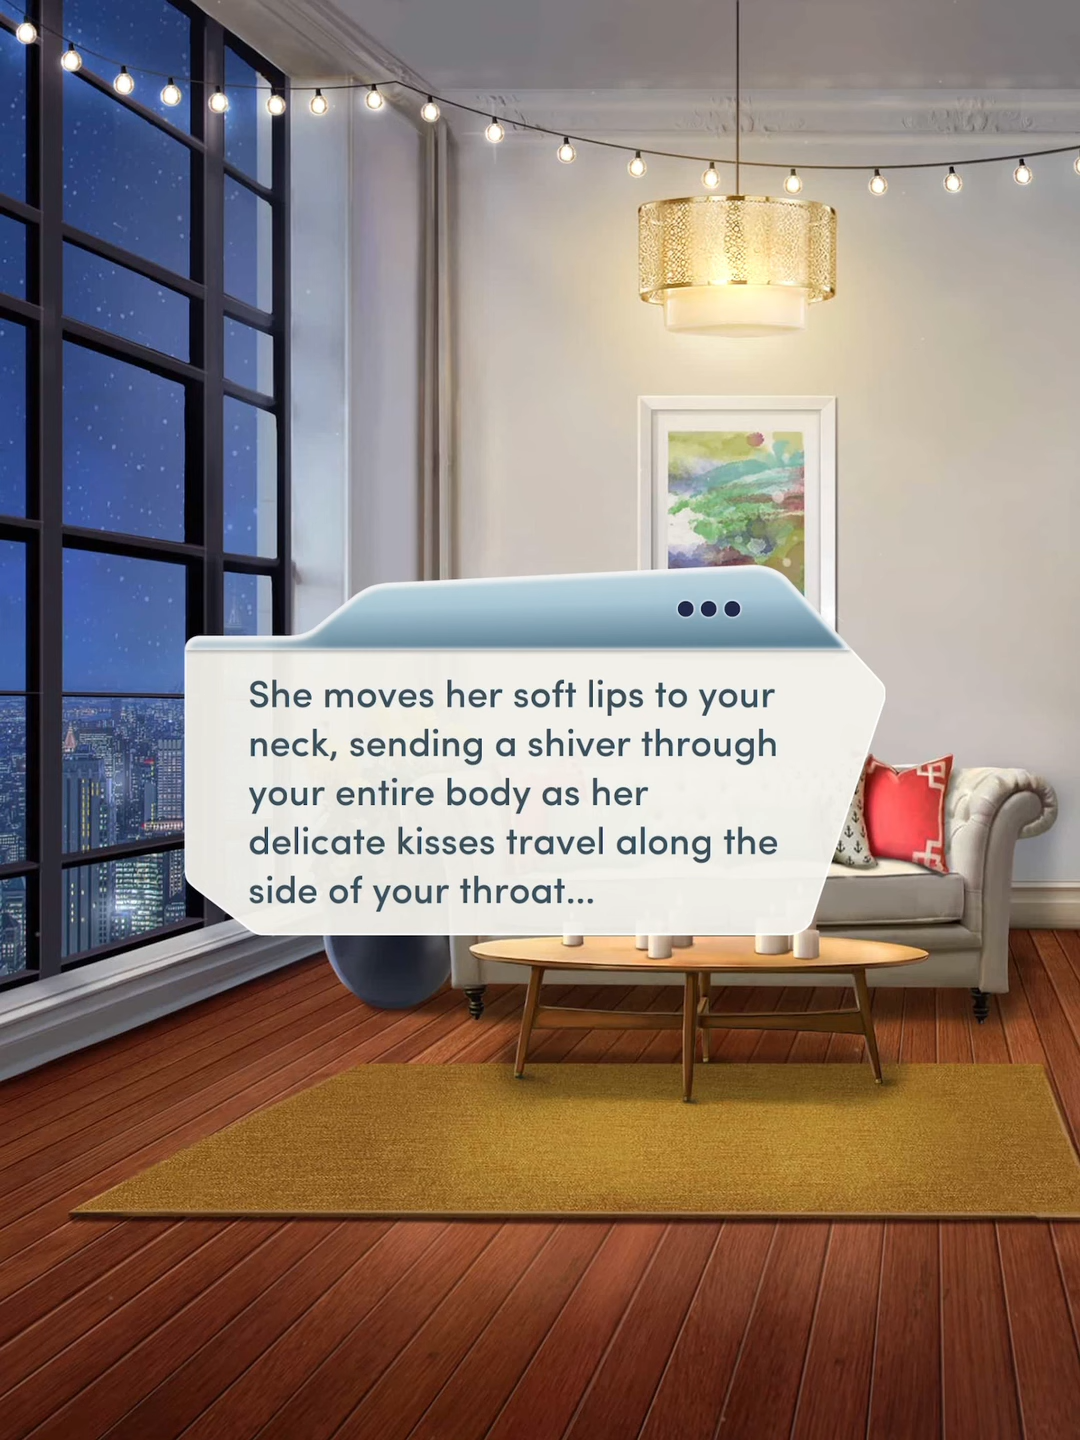 She moves her soft lips to your
neck, sending a shiver through
your entire body as her
delicate kisses travel along the
side of your throat...